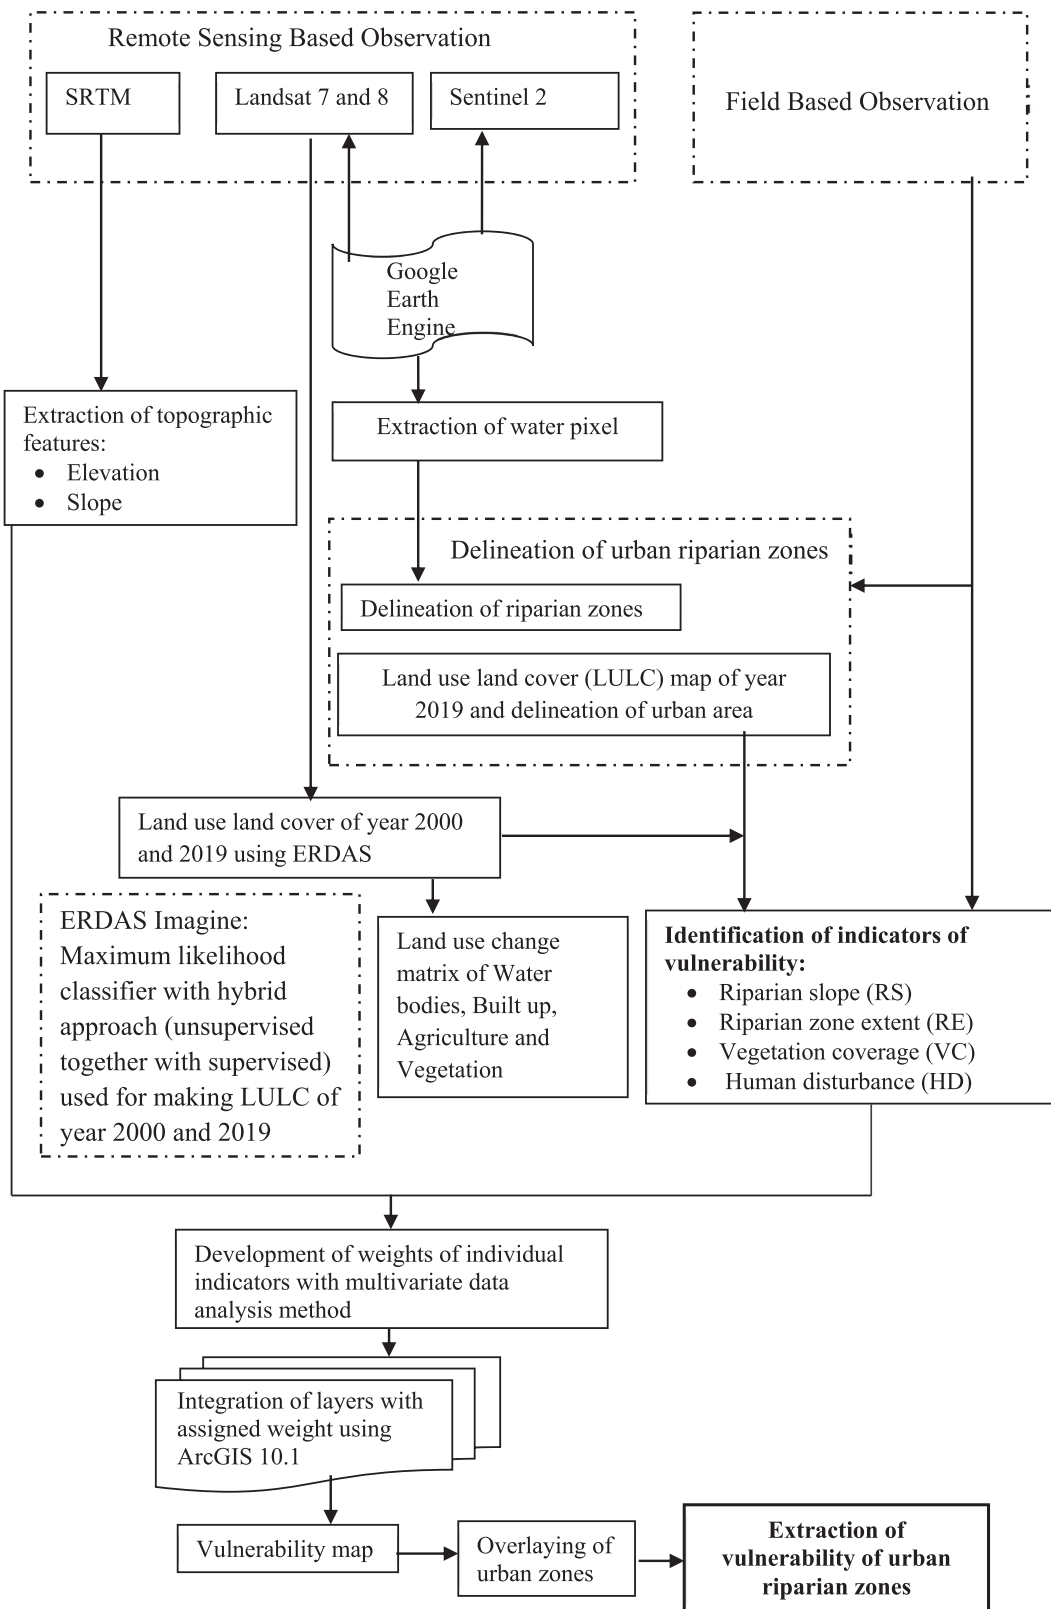 Remote Sensing Based Observation
SRTM
Landsat 7 and 8
Sentinel 2
Field Based Observation
Google
Earth
Engine
Extraction of topographic
features:
• Elevation
• Slope
Extraction of water pixel
Delineation of urban riparian zones
Delineation of riparian zones
Land use land cover (LULC) map of year
2019 and delineation of urban area
Land use land cover of year 2000
and 2019 using ERDAS
ERDAS Imagine:
Maximum likelihood
classifier with hybrid
approach (unsupervised
together with supervised)
used for making LULC of
year 2000 and 2019
Land use change
matrix of Water
bodies, Built up,
Agriculture and
Vegetation
Identification of indicators of
vulnerability:
• Riparian slope (RS)
• Riparian zone extent (RE)
• Vegetation coverage (VC)
• Human disturbance (HD)
Development of weights of individual
indicators with multivariate data
analysis method
Integration of layers with
assigned weight using
ArcGIS 10.1
Vulnerability map
Overlaying of
urban zones
Extraction of
vulnerability of urban
riparian zones